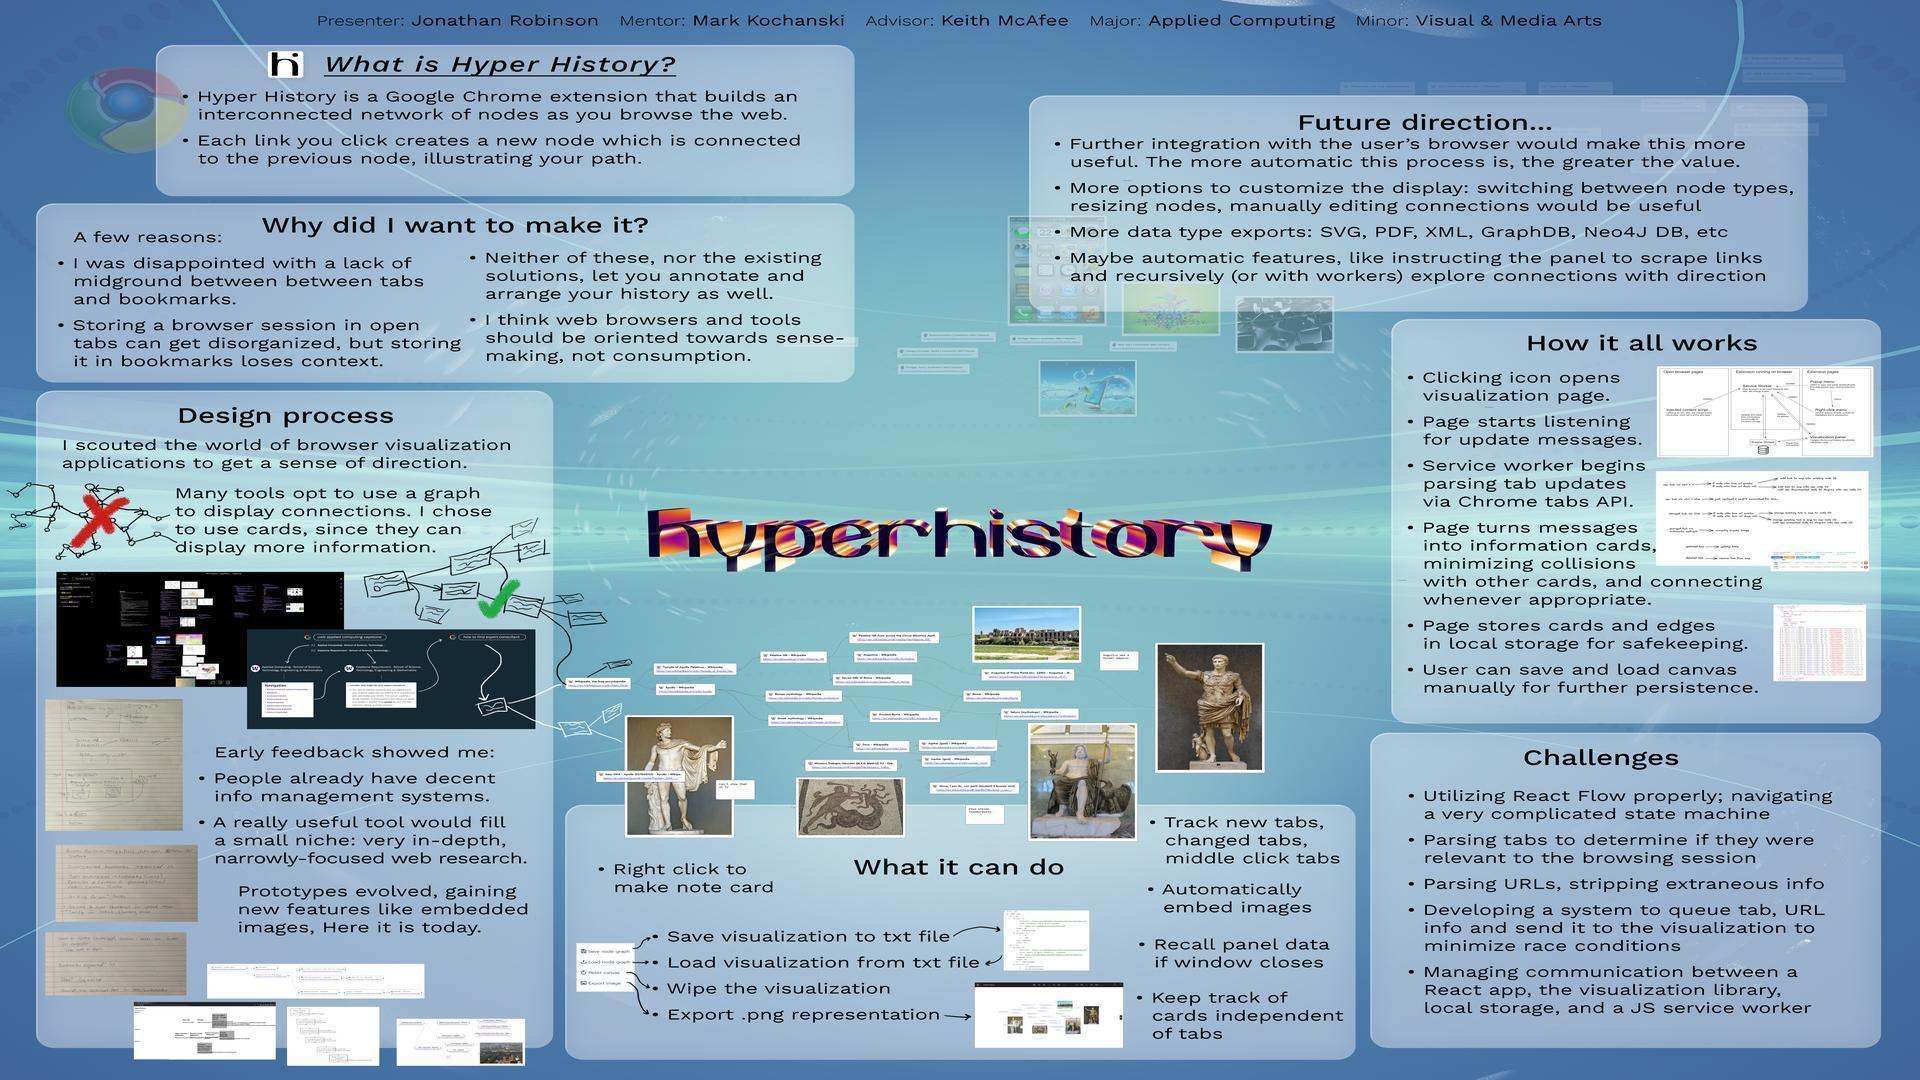 Presenter: Jonathan Robinson Mentor: Mark Kochanski Advisor: Keith McAfee Major: Applied Computing Minor: Visual & Media Arts
hi What is Hyper History?
• Hyper History is a Google Chrome extension that builds an
interconnected network of nodes as you browse the web.
• Each link you click creates a new node which is connected
to the previous node, illustrating your path.
Why did I want to make it?
A few reasons:
• I was disappointed with a lack of
midground between between tabs
and bookmarks.
• Storing a browser session in open
tabs can get disorganized, but storing
it in bookmarks loses context.
• Neither of these, nor the existing
solutions, let you annotate and
arrange your history as well.
• I think web browsers and tools
should be oriented towards sense-
making, not consumption.
Design process
I scouted the world of browser visualization
applications to get a sense of direction.
Many tools opt to use a graph
to display connections. I chose
to use cards, since they can
display more information.
Early feedback showed me:
• People already have decent
info management systems.
• A really useful tool would fill
a small niche: very in-depth,
narrowly-focused web research.
Prototypes evolved, gaining
new features like embedded
images, Here it is today.
hyperhistory
What it can do
• Right click to
make note card
Save node graph
Load node graph
Reset canvas
Export image
• Save visualization to txt file
• Load visualization from txt file
• Wipe the visualization
• Export .png representation
• Track new tabs,
changed tabs,
middle click tabs
• Automatically
embed images
• Recall panel data
if window closes
• Keep track of
cards independent
of tabs
Future direction...
• Further integration with the user's browser would make this more
useful. The more automatic this process is, the greater the value.
• More options to customize the display: switching between node types,
resizing nodes, manually editing connections would be useful
• More data type exports: SVG, PDF, XML, GraphDB, Neo4J DB, etc
• Maybe automatic features, like instructing the panel to scrape links
and recursively (or with workers) explore connections with direction
How it all works
• Clicking icon opens
visualization page.
• Page starts listening
for update messages.
• Service worker begins
parsing tab updates
via Chrome tabs API.
• Page turns messages
into information cards,
minimizing collisions
with other cards, and connecting
whenever appropriate.
• Page stores cards and edges
in local storage for safekeeping.
• User can save and load canvas
manually for further persistence.
Open browser pages
Extension running on browser
Extension pages
Service Worker
Popup menu
Injected content script
Right-click menu
Visualization panel
Challenges
• Utilizing React Flow properly; navigating
a very complicated state machine
• Parsing tabs to determine if they were
relevant to the browsing session
• Parsing URLs, stripping extraneous info
• Developing a system to queue tab, URL
info and send it to the visualization to
minimize race conditions
• Managing communication between a
React app, the visualization library,
local storage, and a JS service worker